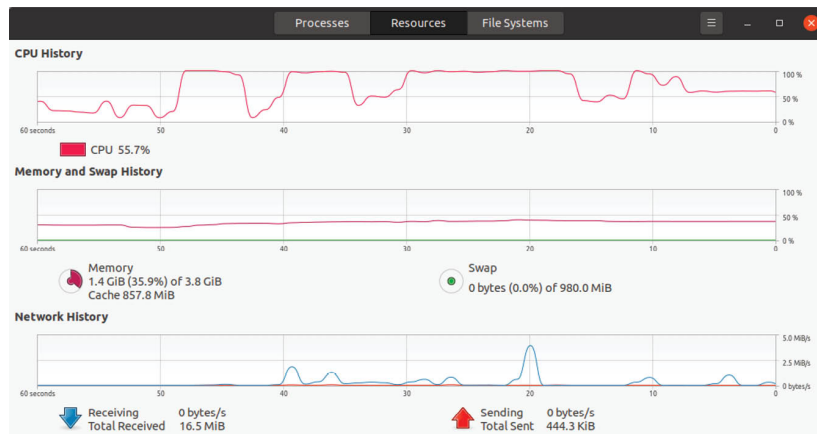 Processes Resources File Systems
CPU History
100 %
50 %
0 %
60 seconds 50 40 30 20 10 0
CPU 55.7%
Memory and Swap History
100 %
50 %
0 %
60 seconds 50 40 30 20 10 0
Memory
1.4 GiB (35.9%) of 3.8 GiB
Cache 857.8 MiB
Swap
0 bytes (0.0%) of 980.0 MiB
Network History
5.0 MiB/s
2.5 MiB/s
0 bytes/s
60 seconds 50 40 30 20 10 0
Receiving 0 bytes/s
Total Received 16.5 MiB
Sending 0 bytes/s
Total Sent 444.3 KiB